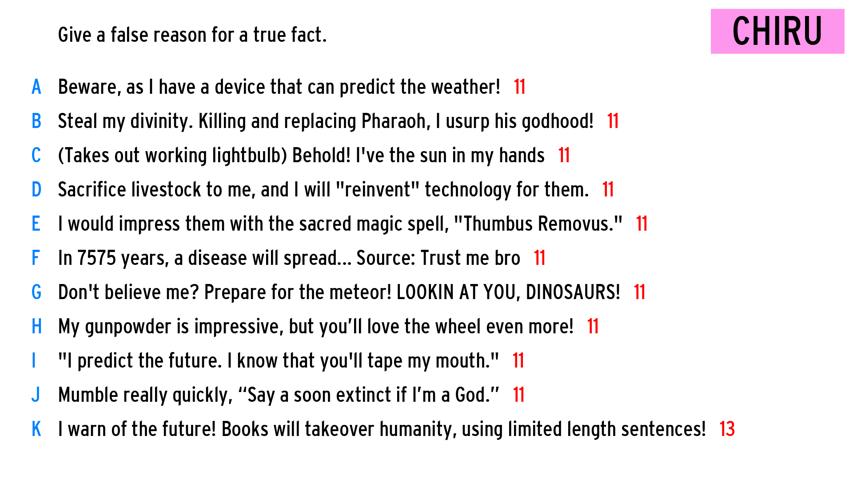 CHIRU
Give a false reason for a true fact.
A Beware, as I have a device that can predict the weather! 11
B Steal my divinity. Killing and replacing Pharaoh, I usurp his godhood! 11
C (Takes out working lightbulb) Behold! I've the sun in my hands 11
D Sacrifice livestock to me, and I will "reinvent" technology for them. 11
E I would impress them with the sacred magic spell, "Thumbus Removus." 11
F In 7575 years, a disease will spread... Source: Trust me bro 11
G Don't believe me? Prepare for the meteor! LOOKIN AT YOU, DINOSAURS! 11
H My gunpowder is impressive, but you’ll love the wheel even more! 11
I "I predict the future. I know that you'll tape my mouth." 11
J Mumble really quickly, “Say a soon extinct if I’m a God.” 11
K I warn of the future! Books will takeover humanity, using limited length sentences! 13